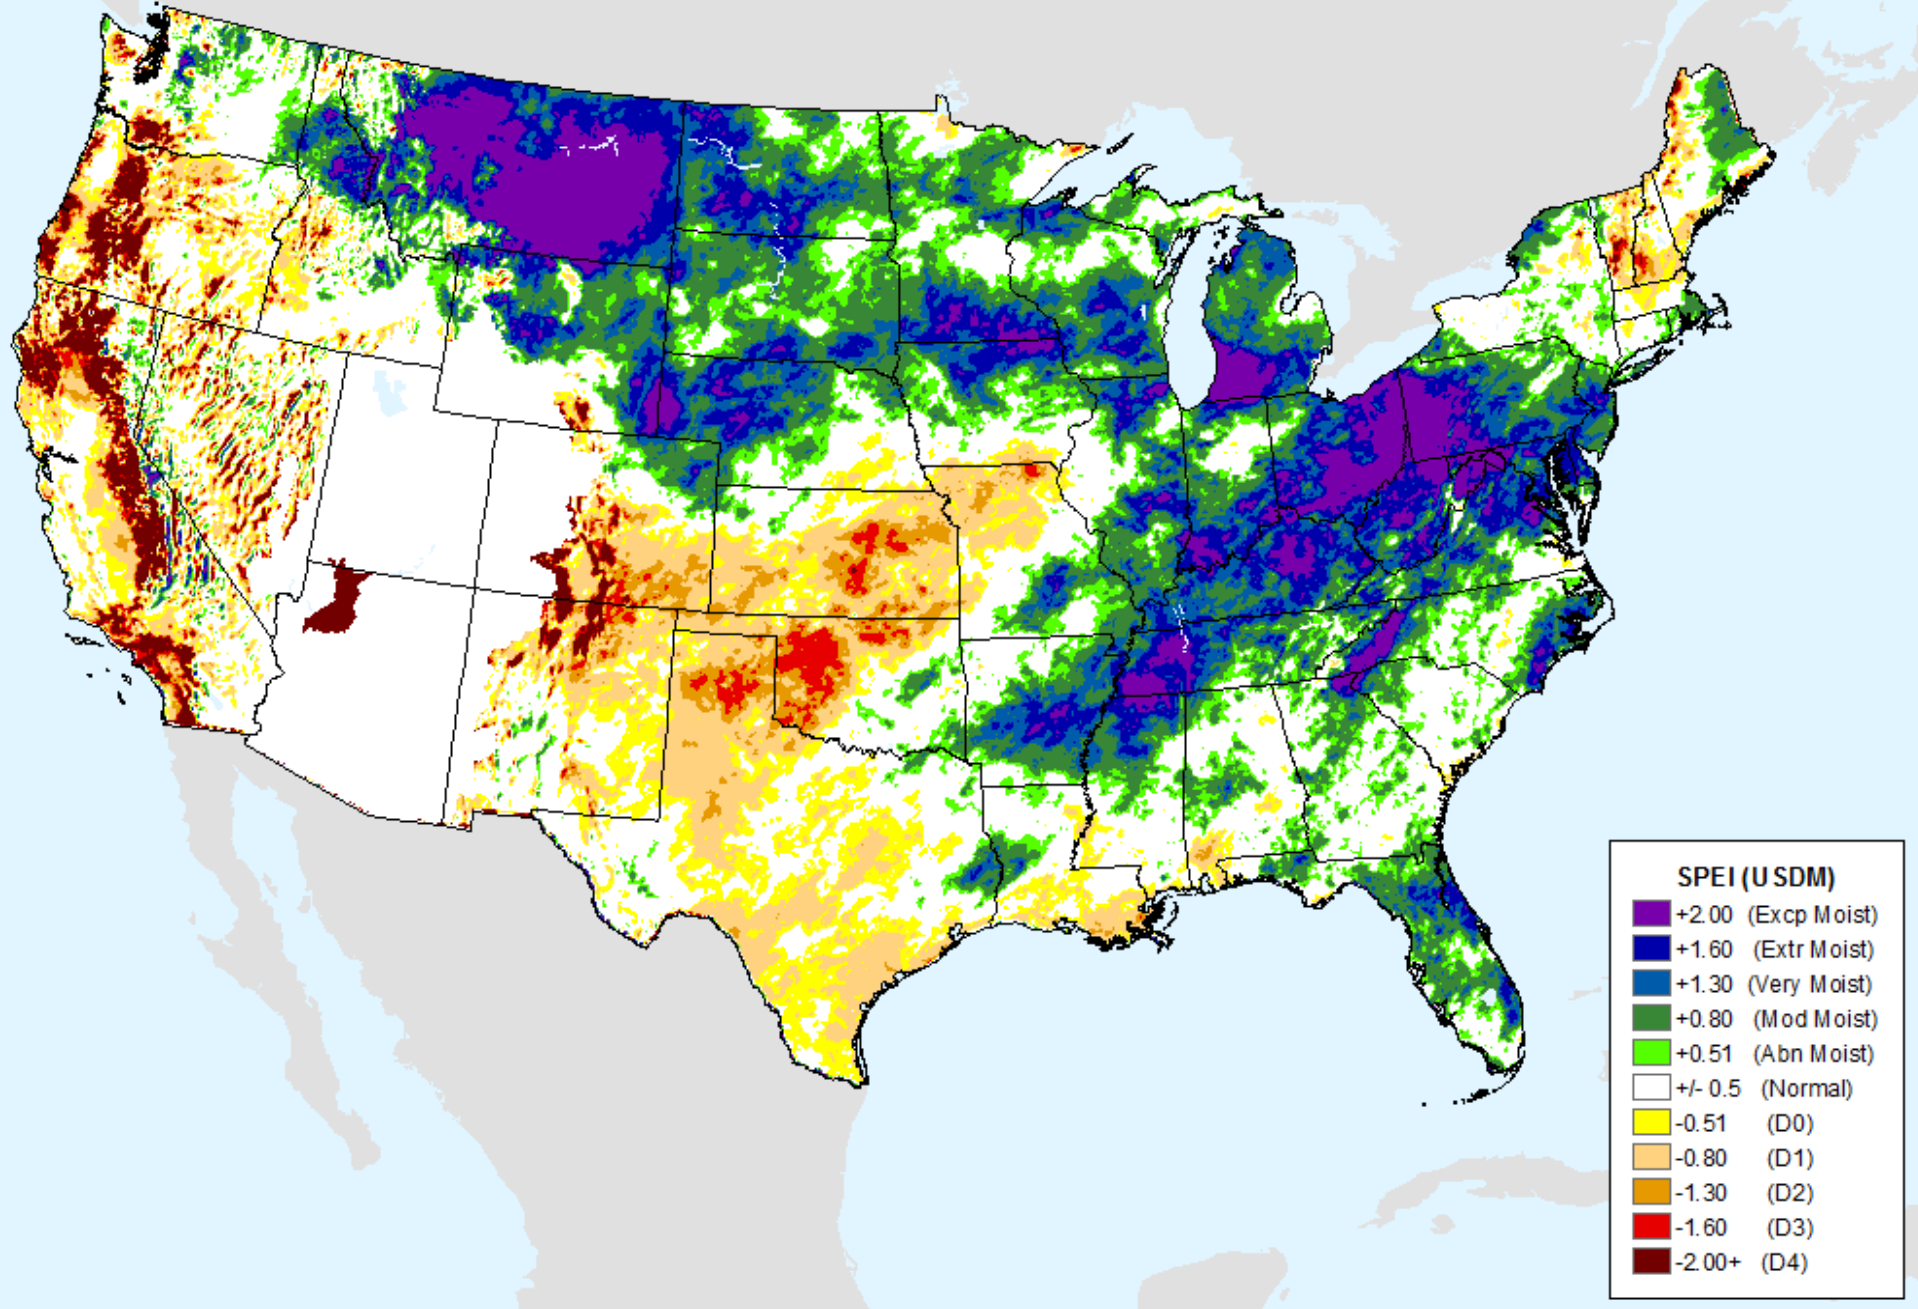 SPEI (USDM)
+2.00 (Excp Moist)
+1.60 (Extr Moist)
+1.30 (Very Moist)
+0.80 (Mod Moist)
+0.51 (Abn Moist)
+/- 0.5 (Normal)
-0.51 (D0)
-0.80 (D1)
-1.30 (D2)
-1.60 (D3)
-2.00+ (D4)